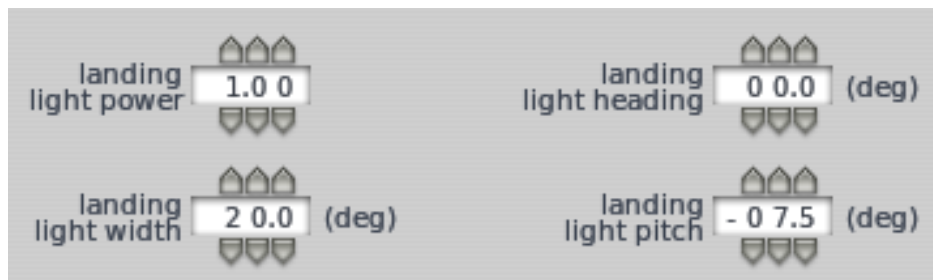 landing
light power 1.0 0
landing
light heading 0 0.0 (deg)
landing
light width 2 0.0 (deg)
landing
light pitch - 0 7.5 (deg)